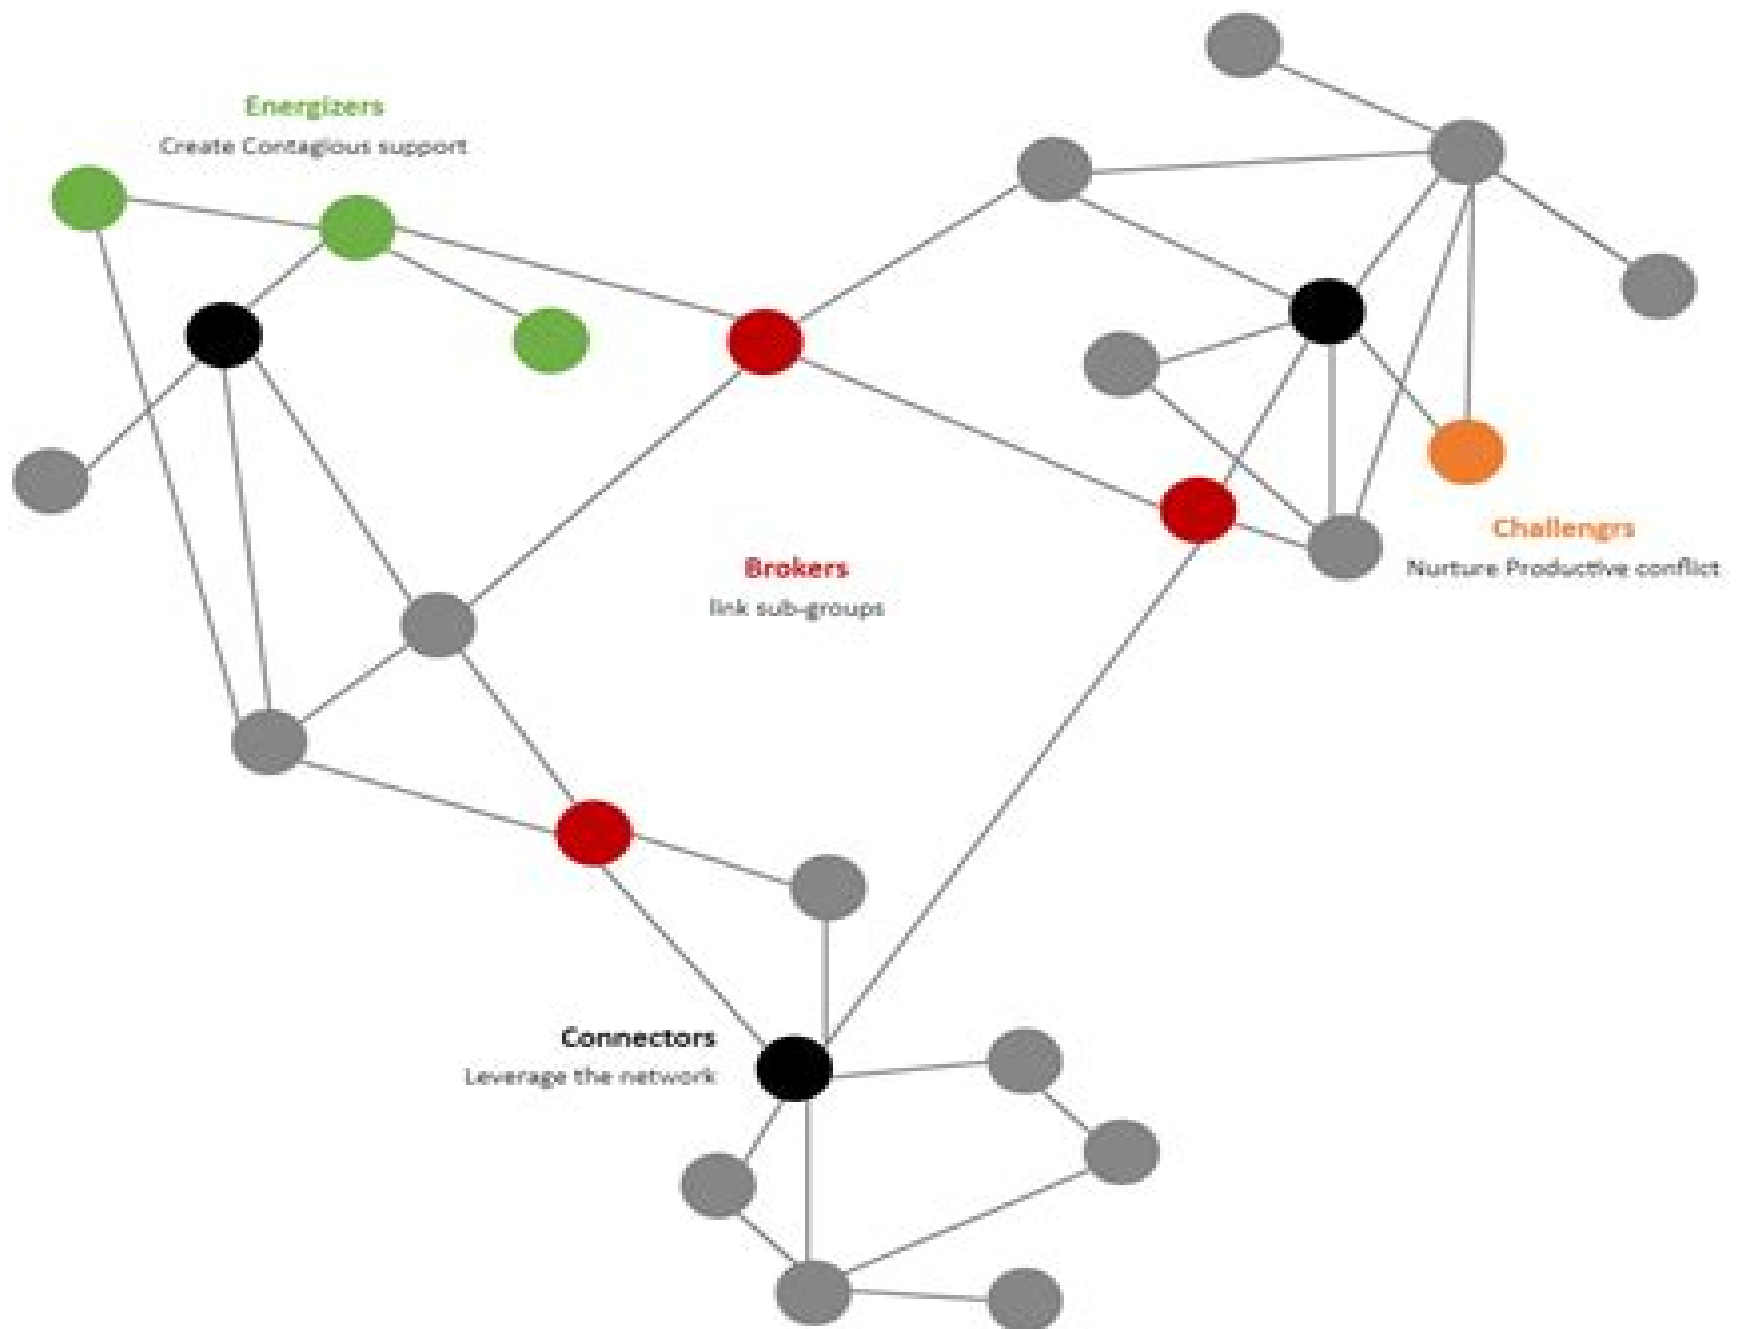 Energizers
Create Contagious support
Brokers
link sub-groups
Challengrs
Nurture Productive conflict
Connectors
Leverage the network